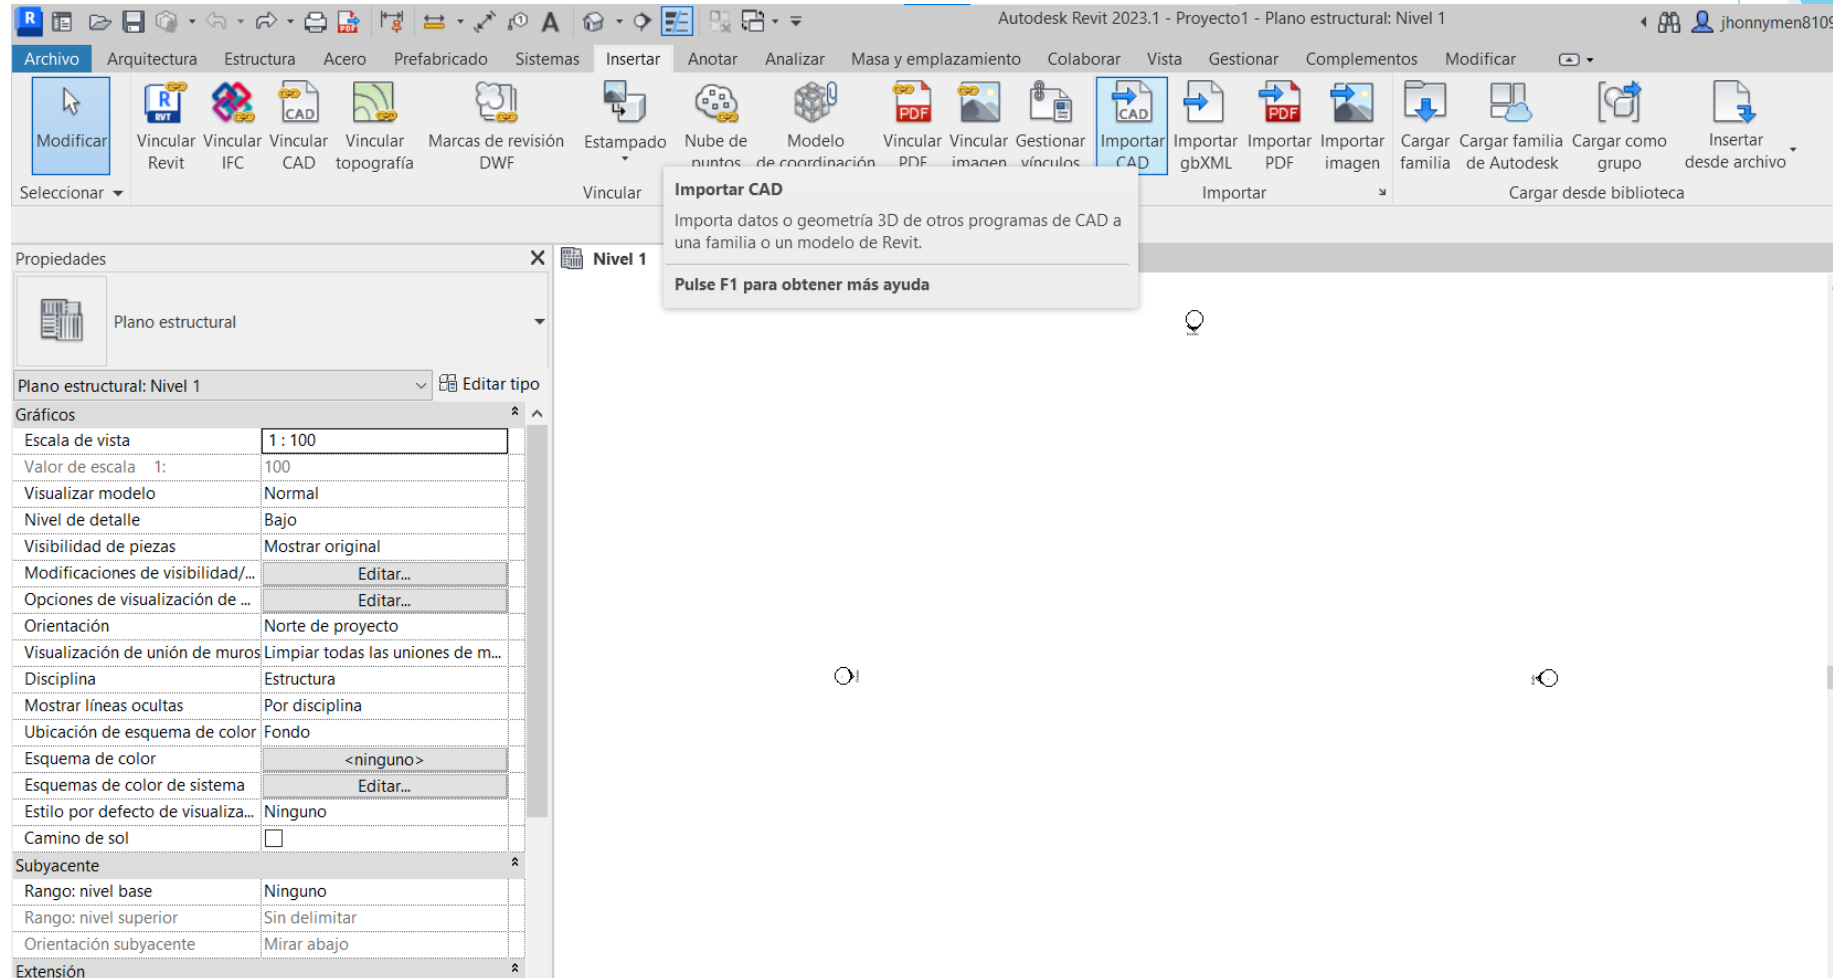 Autodesk Revit 2023.1 - Proyecto1 - Plano estructural: Nivel 1
jhonnymen8109
Archivo Arquitectura Estructura Acero Prefabricado Sistemas Insertar Anotar Analizar Masa y emplazamiento Colaborar Vista Gestionar Complementos Modificar
Modificar
Vincular Revit
Vincular IFC
Vincular CAD
Vincular topografía
Marcas de revisión DWF
Estampado
Nube de puntos
Modelo de coordinación
Vincular PDF
Vincular imagen
Gestionar vínculos
Importar CAD
Importar gbXML
Importar PDF
Importar imagen
Cargar familia
Cargar familia de Autodesk
Cargar como grupo
Insertar desde archivo
Seleccionar Vincular Importar Cargar desde biblioteca
Importar CAD
Importa datos o geometría 3D de otros programas de CAD a
una familia o un modelo de Revit.
Pulse F1 para obtener más ayuda
Propiedades
Nivel 1
Plano estructural
Plano estructural: Nivel 1 Editar tipo
Gráficos
Escala de vista 1 : 100
Valor de escala 1: 100
Visualizar modelo Normal
Nivel de detalle Bajo
Visibilidad de piezas Mostrar original
Modificaciones de visibilidad/... Editar...
Opciones de visualización de ... Editar...
Orientación Norte de proyecto
Visualización de unión de muros Limpiar todas las uniones de m...
Disciplina Estructura
Mostrar líneas ocultas Por disciplina
Ubicación de esquema de color Fondo
Esquema de color <ninguno>
Esquemas de color de sistema Editar...
Estilo por defecto de visualiza... Ninguno
Camino de sol
Subyacente
Rango: nivel base Ninguno
Rango: nivel superior Sin delimitar
Orientación subyacente Mirar abajo
Extensión